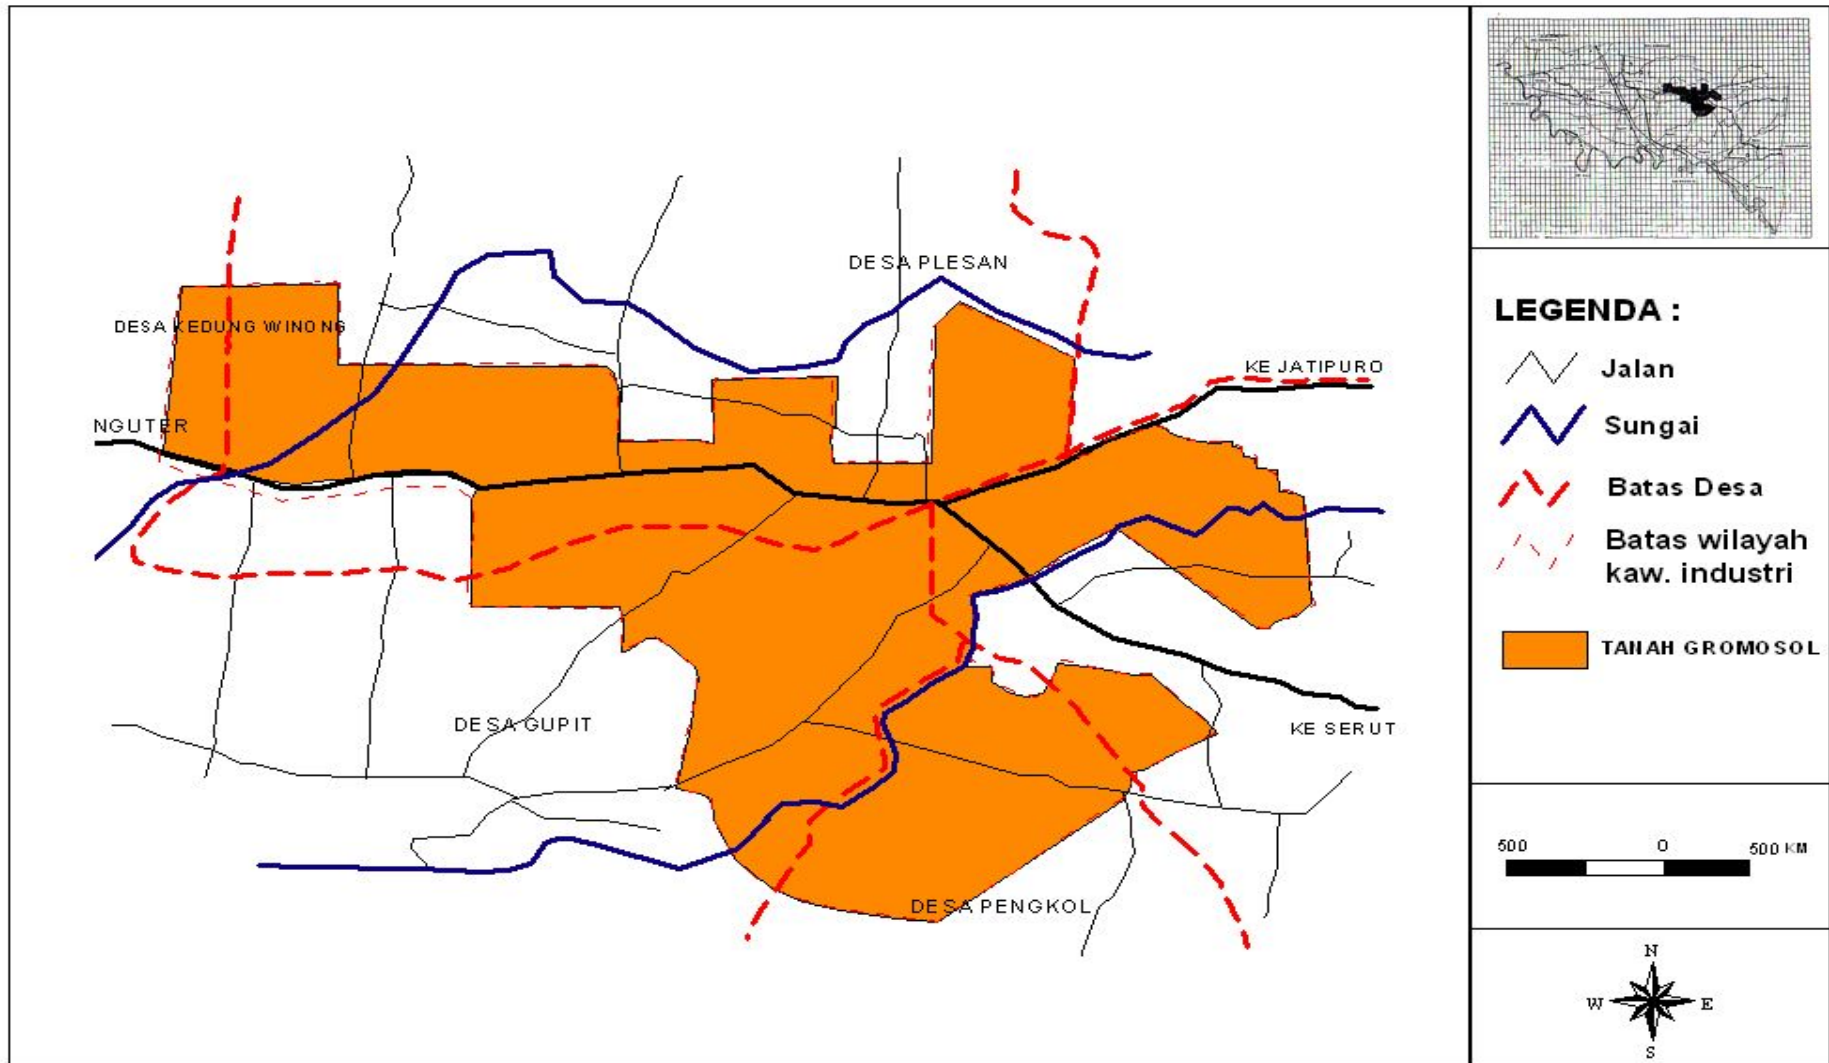 DESA PLESAN
DESA KEDUNG WINONG
KE JATIPURO
NGUTER
DESA GUPIT
KE SERUT
DESA PENGKOL
LEGENDA :
Jalan
Sungai
Batas Desa
Batas wilayah
kaw. industri
TANAH GROMOSOL
500 0 500 KM
N
W E
S